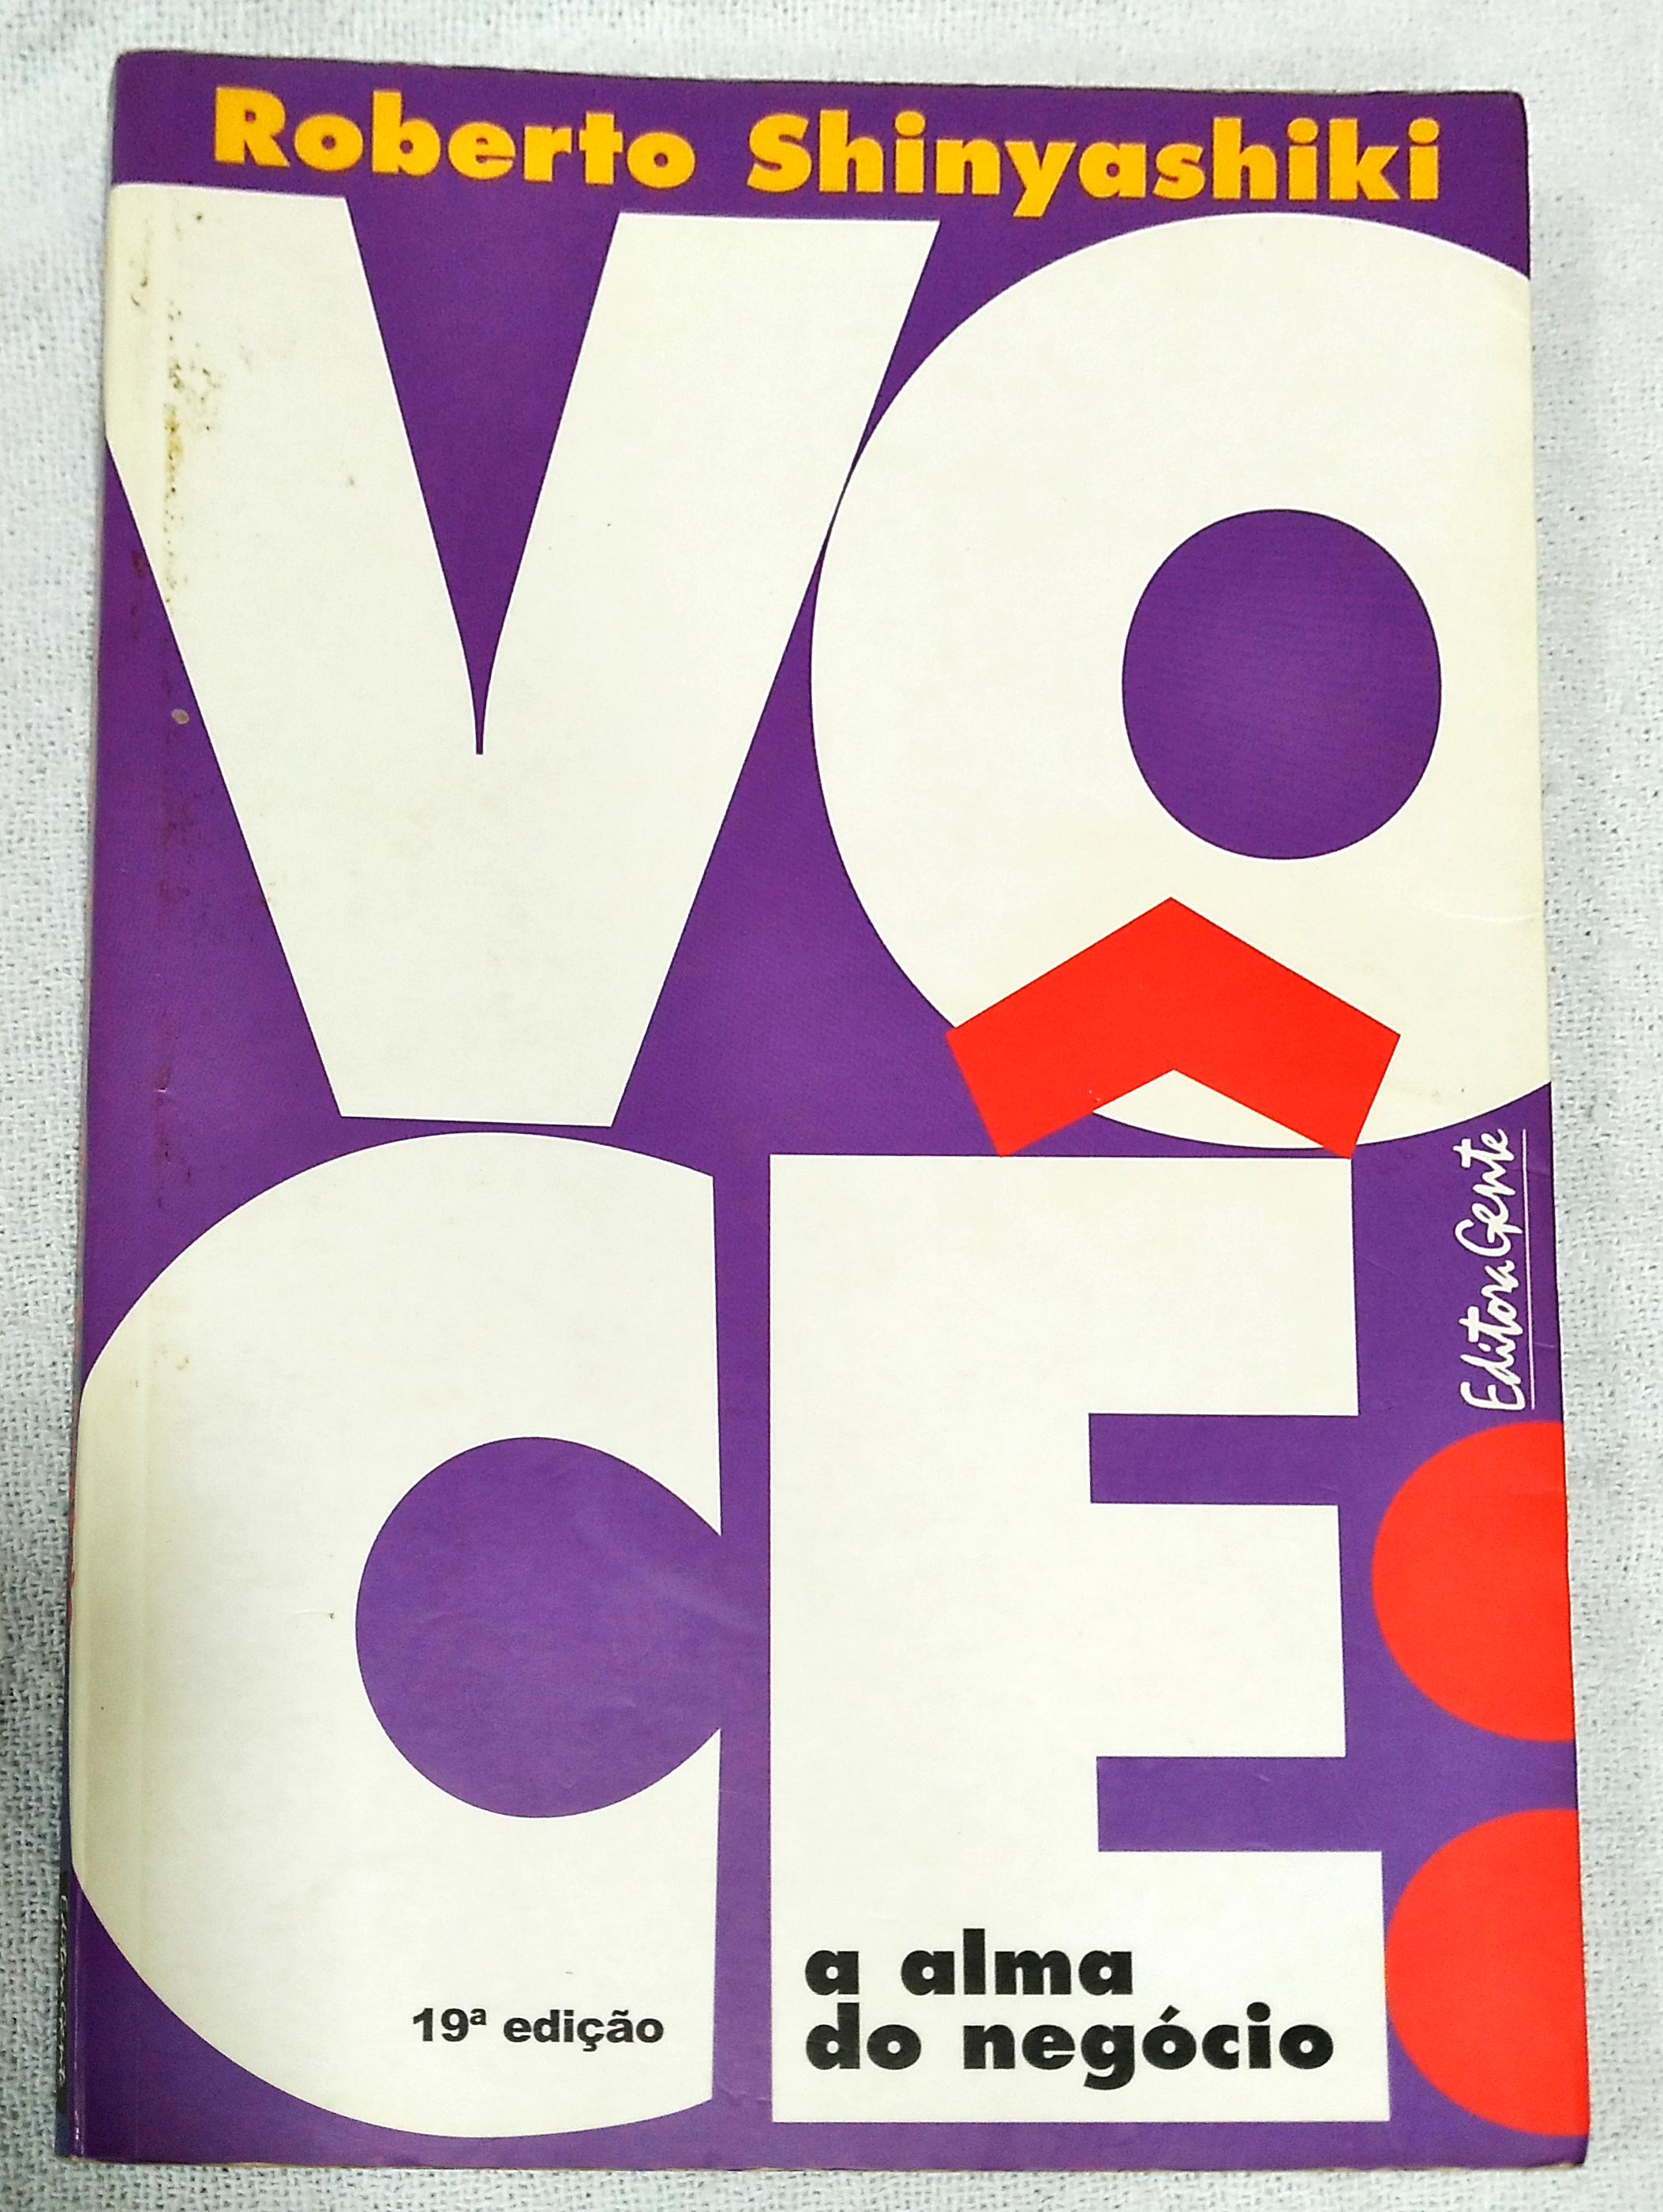 Roberto Shinyashiki
VO
CÊ:
Editora Gente
19ª edição
a alma
do negócio